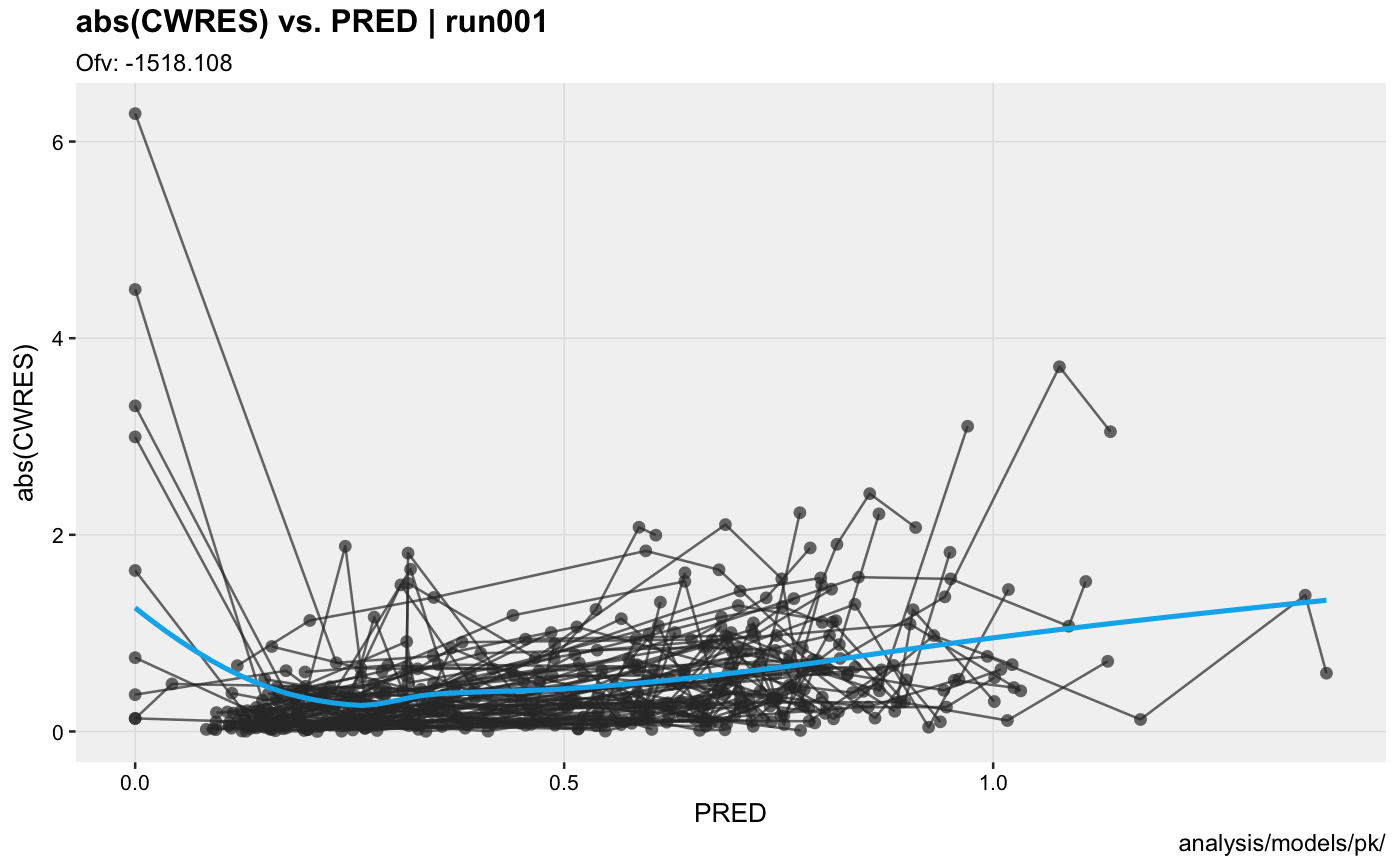 abs(CWRES) vs. PRED | run001
Ofv: -1518.108
6
4
2
0
abs(CWRES)
0.0
0.5
1.0
PRED
analysis/models/pk/